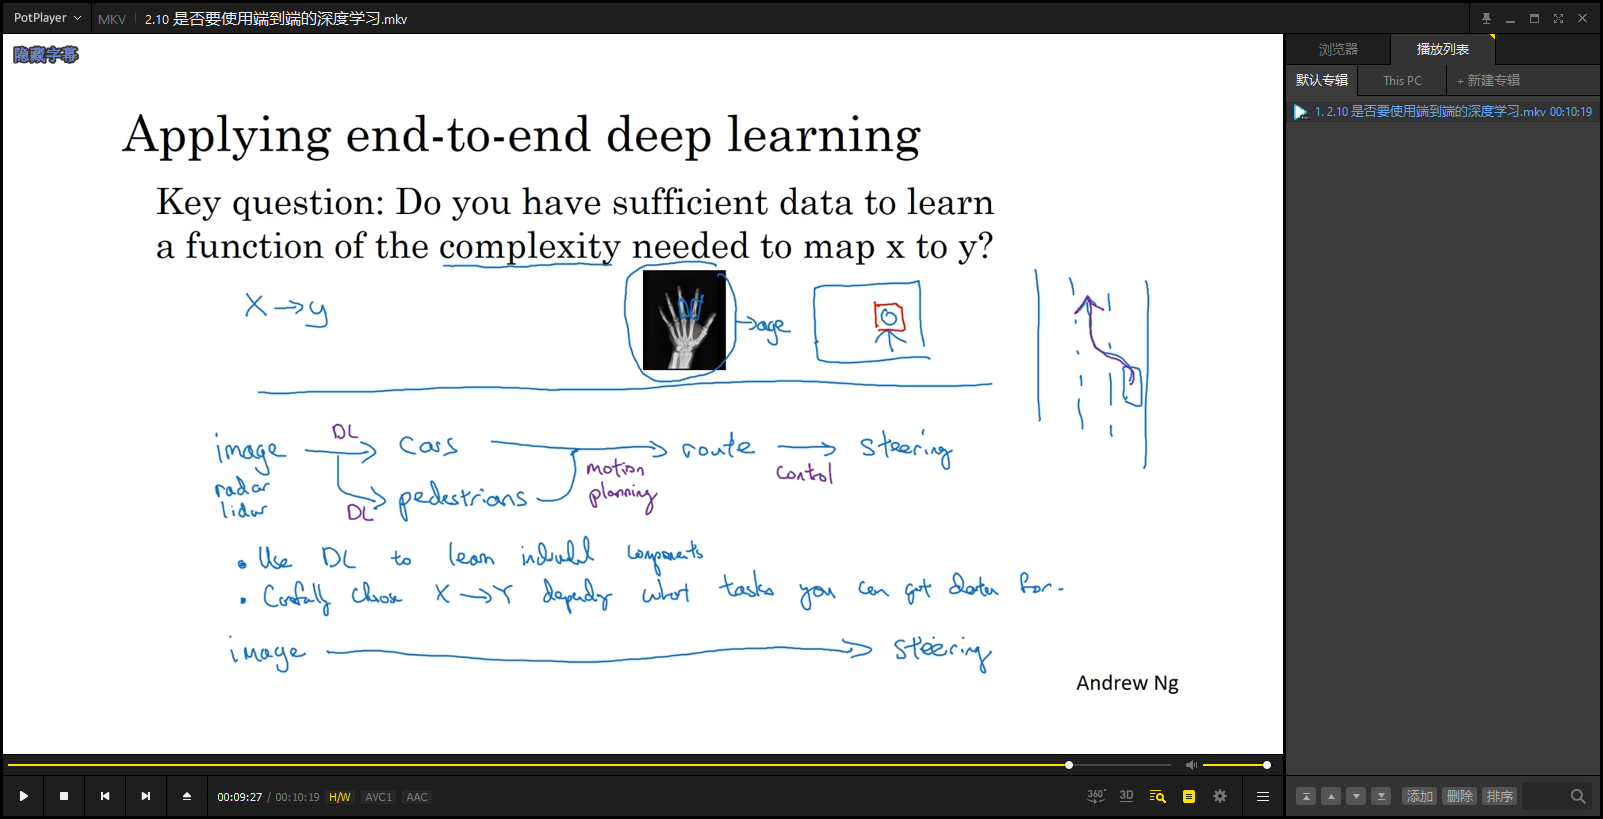 PotPlayer
MKV
2.10 是否要使用端到端的深度学习.mkv
隐藏字幕
浏览器
播放列表
默认专辑
This PC
+ 新建专辑
1. 2.10 是否要使用端到端的深度学习.mkv 00:10:19
Applying end-to-end deep learning
Key question: Do you have sufficient data to learn
a function of the complexity needed to map x to y?
X → y
→ age
image
DL
cars
route
steering
radar
lidar
DL
pedestrians
motion
planning
control
• Use DL to learn individual components
• Carefully choose X → Y depending what tasks you can get data for.
image → steering
Andrew Ng
00:09:27 / 00:10:19 H/W AVC1 AAC
360°
3D
添加
删除
排序